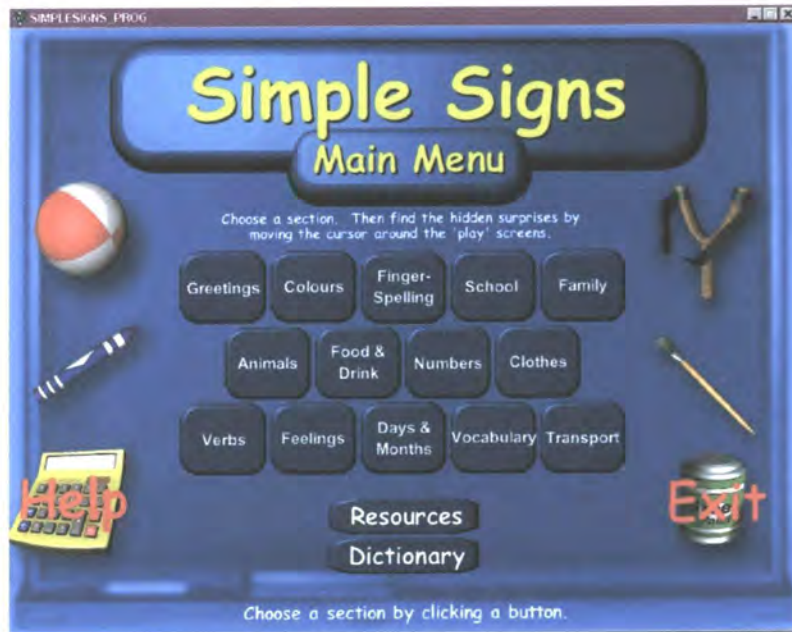 SIMPLESIGNS_PROG
Simple Signs
Main Menu
Choose a section. Then find the hidden surprises by
moving the cursor around the 'play' screens.
Greetings
Colours
Finger-
Spelling
School
Family
Animals
Food &
Drink
Numbers
Clothes
Verbs
Feelings
Days &
Months
Vocabulary
Transport
Help
Exit
Resources
Dictionary
Choose a section by clicking a button.